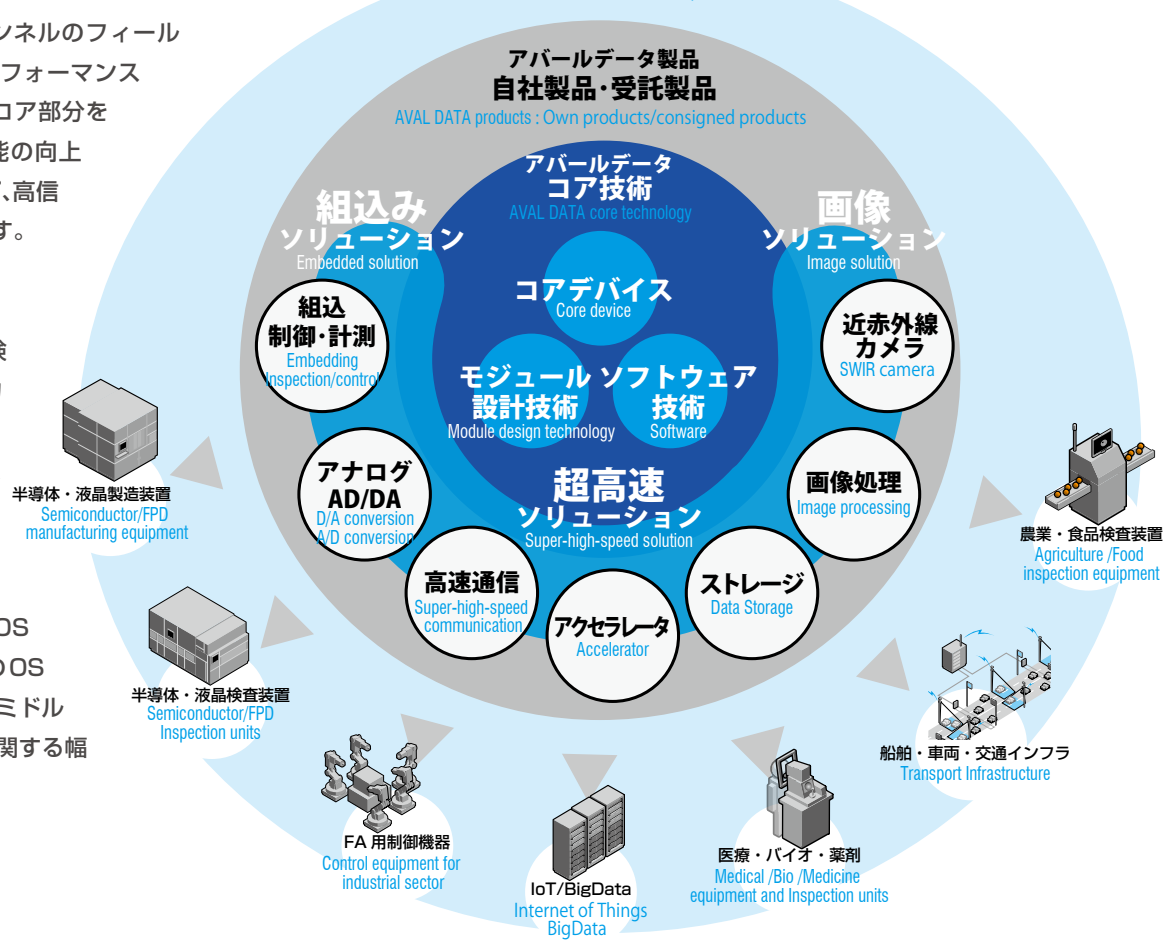 ンネルのフィール
フォーマンス
コア部分を
能の向上
、高信
す。
OS
OS
ミドル
関する幅
アバールデータ製品
自社製品・受託製品
AVAL DATA products : Own products/consigned products
アバールデータ
コア技術
AVAL DATA core technology
組込み
ソリューション
Embedded solution
画像
ソリューション
Image solution
コアデバイス
Core device
モジュール
設計技術
Module design technology
ソフトウェア
技術
Software
超高速
ソリューション
Super-high-speed solution
組込
制御・計測
Embedding
Inspection/control
アナログ
AD/DA
D/A conversion
A/D conversion
高速通信
Super-high-speed
communication
アクセラレータ
Accelerator
ストレージ
Data Storage
画像処理
Image processing
近赤外線
カメラ
SWIR camera
半導体・液晶製造装置
Semiconductor/FPD
manufacturing equipment
半導体・液晶検査装置
Semiconductor/FPD
Inspection units
FA 用制御機器
Control equipment for
industrial sector
IoT/BigData
Internet of Things
BigData
医療・バイオ・薬剤
Medical /Bio /Medicine
equipment and Inspection units
船舶・車両・交通インフラ
Transport Infrastructure
農業・食品検査装置
Agriculture /Food
inspection equipment